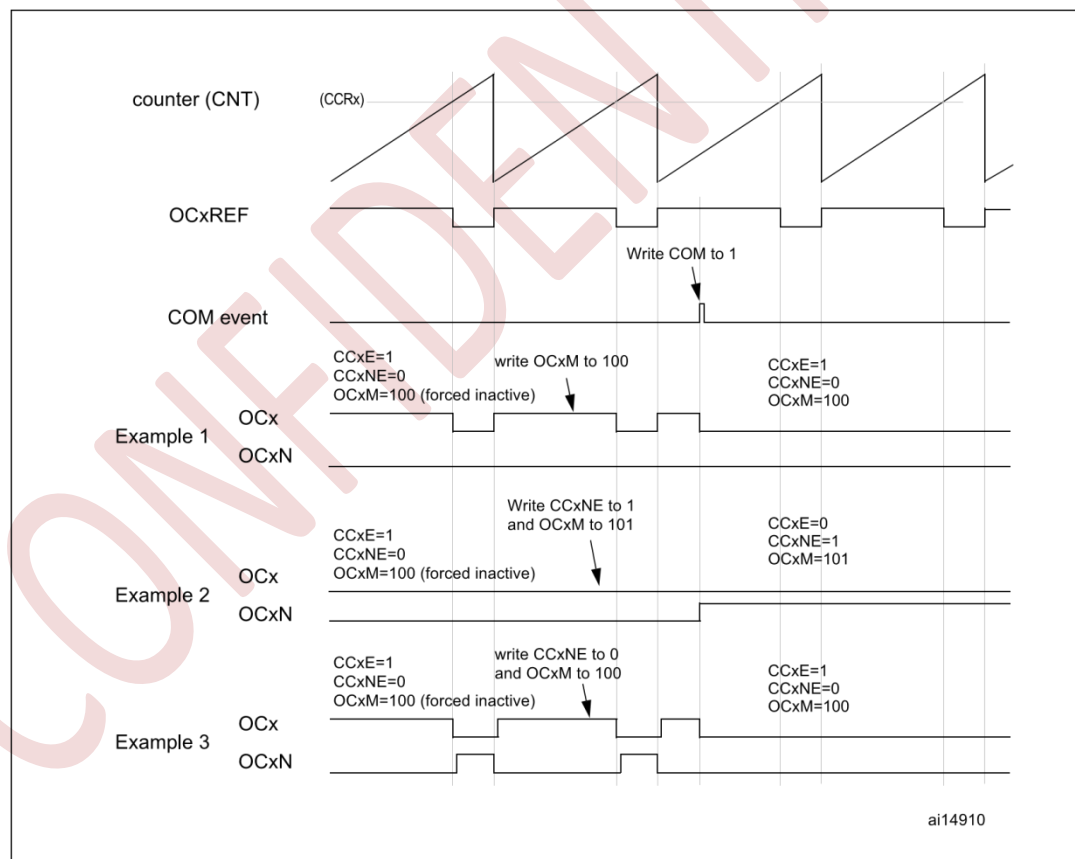 counter (CNT)
(CCRx)
OCxREF
Write COM to 1
COM event
CCxE=1
CCxNE=0
OCxM=100 (forced inactive)
write OCxM to 100
CCxE=1
CCxNE=0
OCxM=100
OCx
Example 1
OCxN
Write CCxNE to 1
and OCxM to 101
CCxE=1
CCxNE=0
OCxM=100 (forced inactive)
CCxE=0
CCxNE=1
OCxM=101
OCx
Example 2
OCxN
write CCxNE to 0
and OCxM to 100
CCxE=1
CCxNE=0
OCxM=100 (forced inactive)
CCxE=1
CCxNE=0
OCxM=100
OCx
Example 3
OCxN
ai14910
CONFIDENT